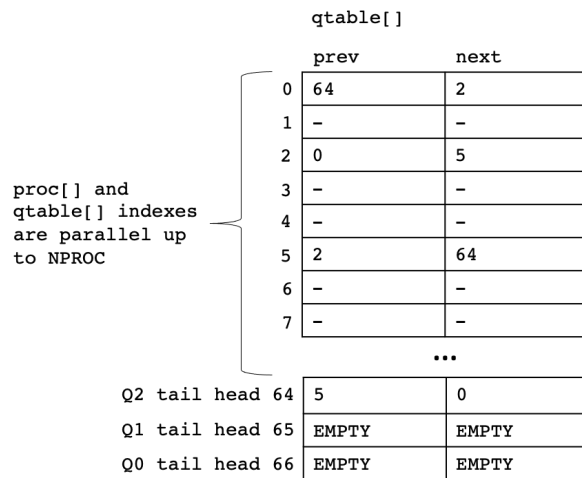 qtable[]
prev next
0 64 2
1 – –
2 0 5
3 – –
4 – –
5 2 64
6 – –
7 – –
proc[] and
qtable[] indexes
are parallel up
to NPROC
...
Q2 tail head 64 5 0
Q1 tail head 65 EMPTY EMPTY
Q0 tail head 66 EMPTY EMPTY